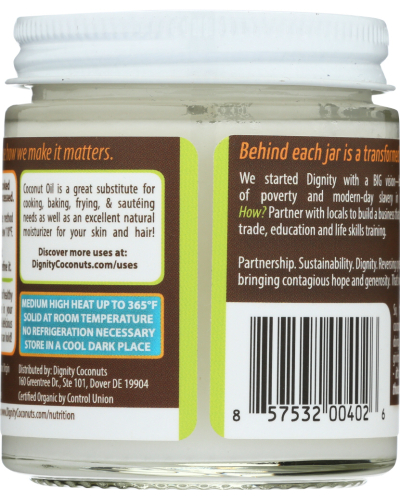 how we make it matters.
Coconut Oil is a great substitute for
cooking, baking, frying, & sautéing
needs as well as an excellent natural
moisturizer for your skin and hair!
Discover more uses at:
DignityCoconuts.com/uses
MEDIUM HIGH HEAT UP TO 365°F
SOLID AT ROOM TEMPERATURE
NO REFRIGERATION NECESSARY
STORE IN A COOL DARK PLACE
Distributed by: Dignity Coconuts
160 Greentree Dr., Ste 101, Dover DE 19904
Certified Organic by Control Union
www.DignityCoconuts.com/nutrition
Behind each jar is a transforme
We started Dignity with a BIG vision
of poverty and modern-day slavery
How? Partner with locals to build a business
trade, education and life skills training.
Partnership. Sustainability. Dignity. Reversing
bringing contagious hope and generosity.
8 57532 00402 6